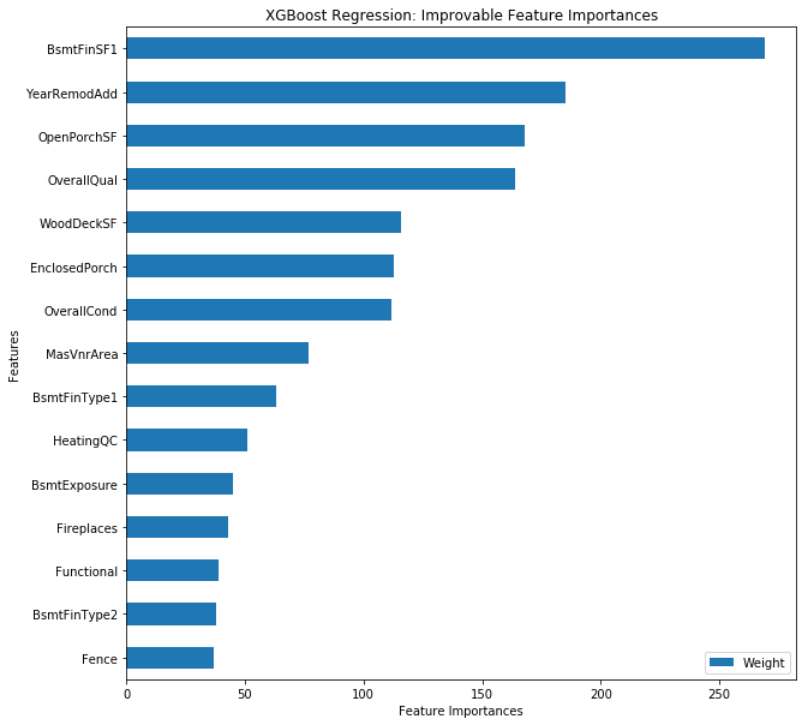 XGBoost Regression: Improvable Feature Importances
BsmtFinSF1
YearRemodAdd
OpenPorchSF
OverallQual
WoodDeckSF
EnclosedPorch
OverallCond
MasVnrArea
BsmtFinType1
HeatingQC
BsmtExposure
Fireplaces
Functional
BsmtFinType2
Fence
Features
Weight
0 50 100 150 200 250
Feature Importances